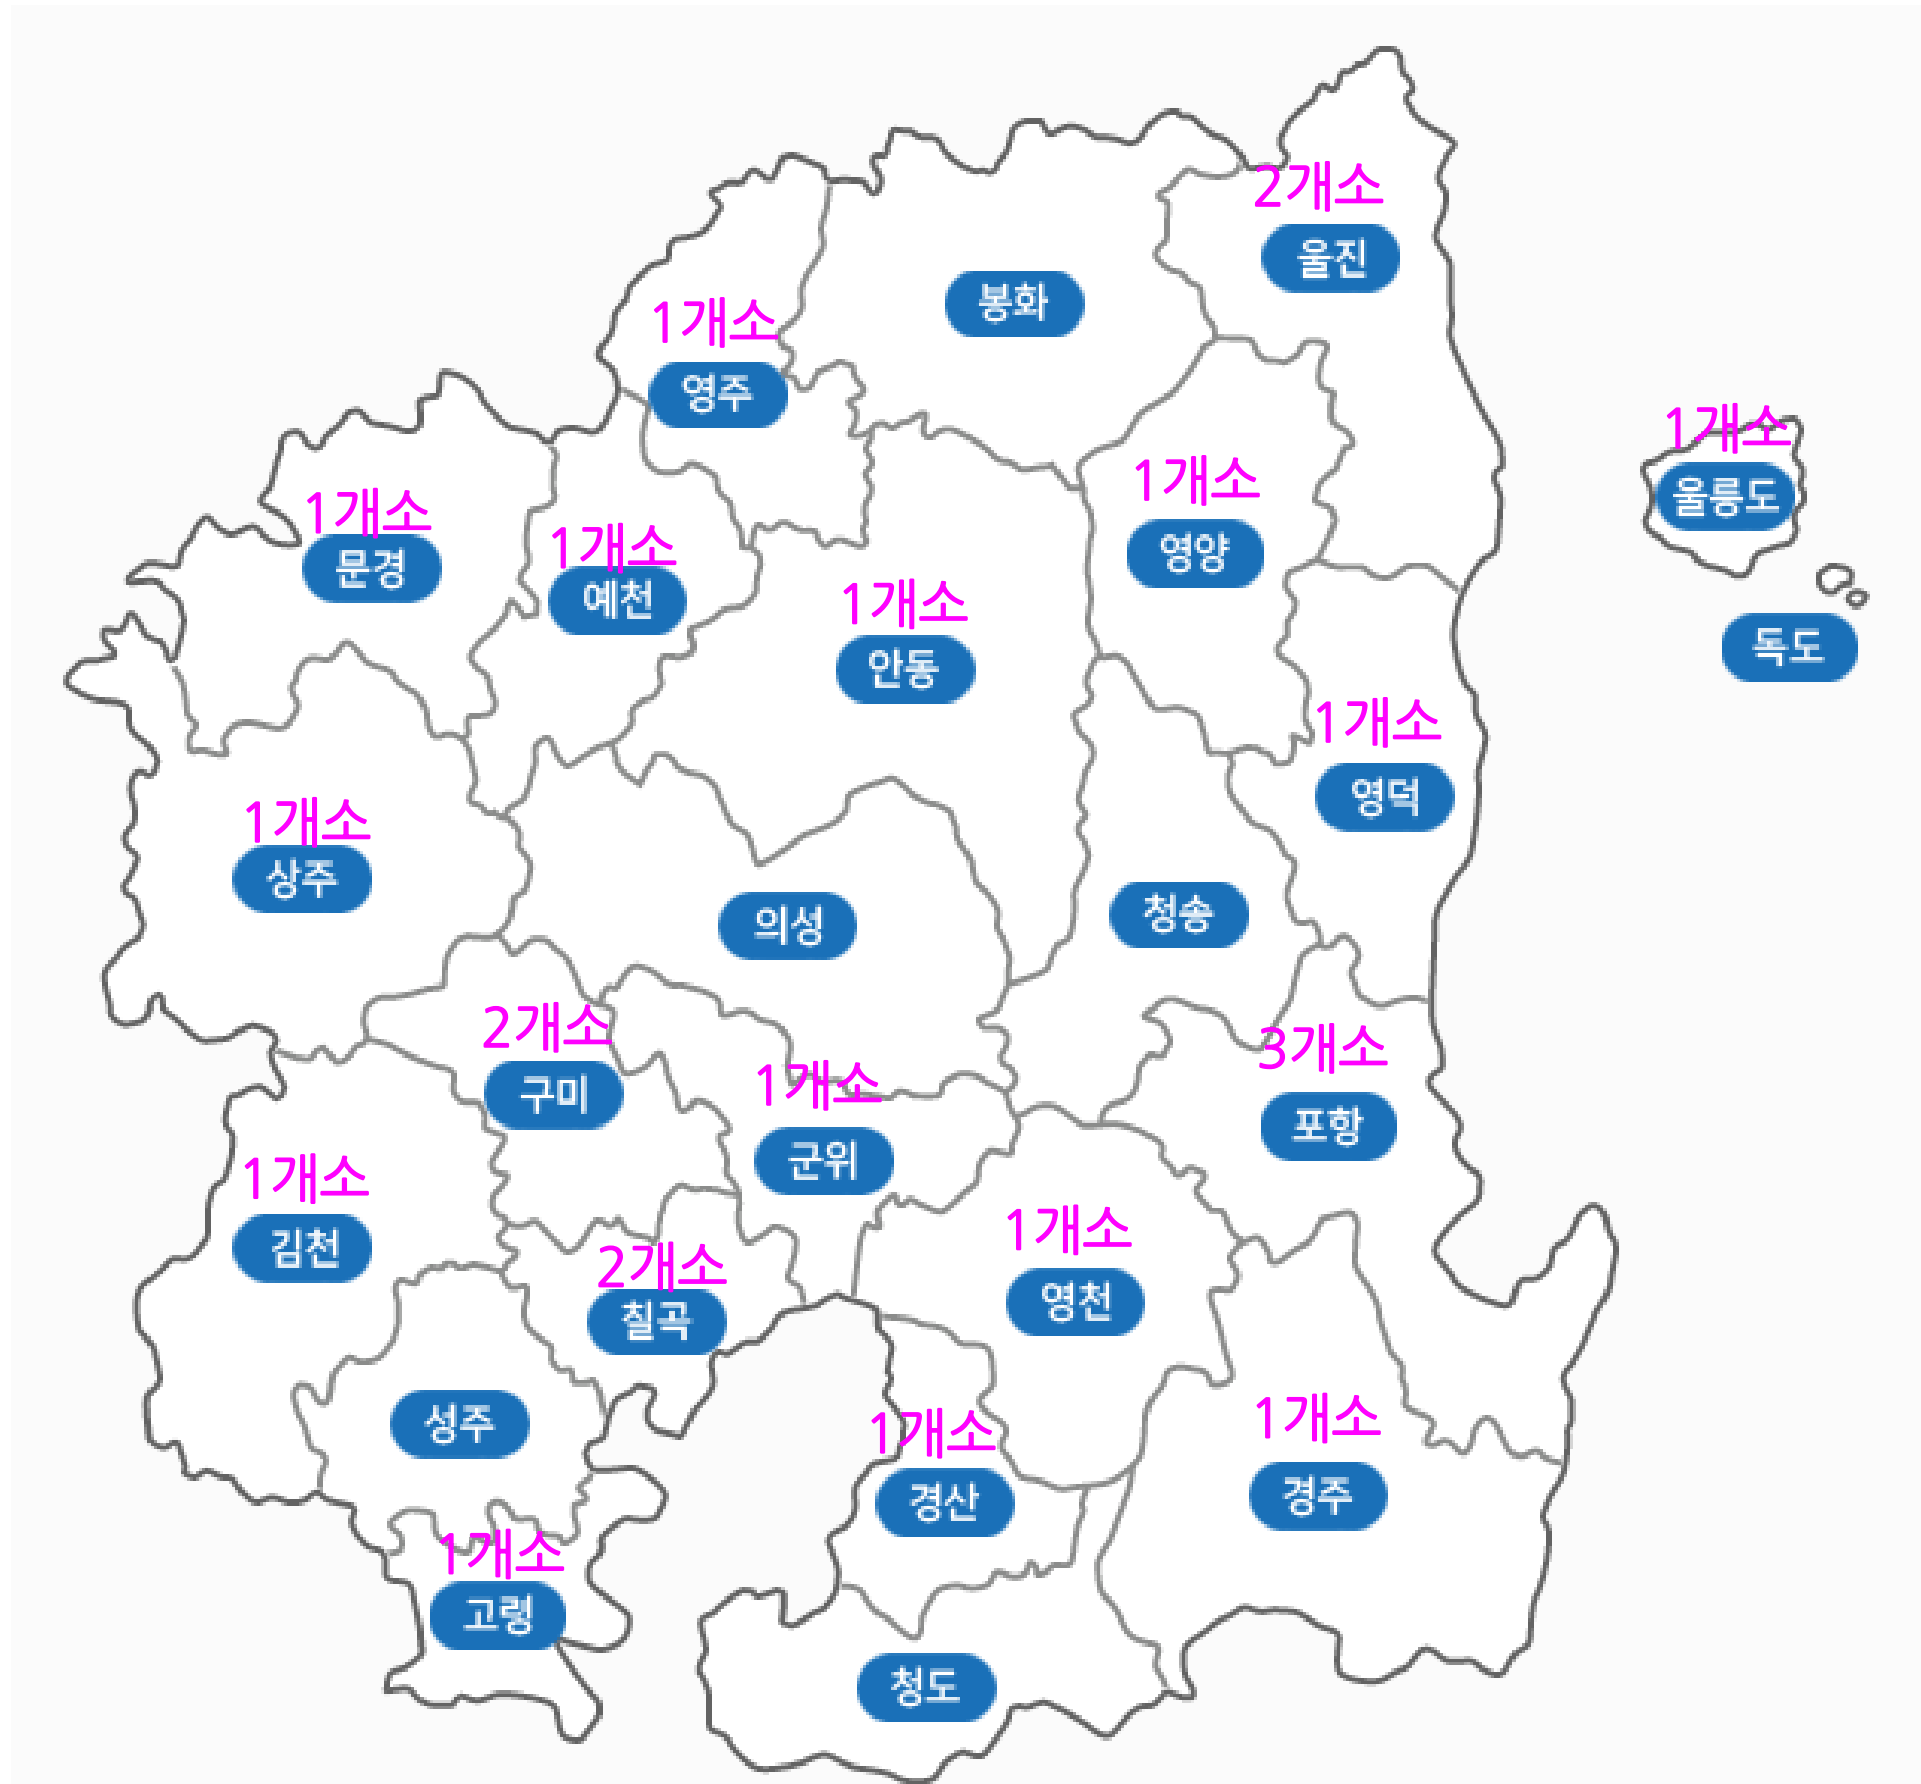 2개소
울진
봉화
1개소
영주
1개소
울릉도
1개소
영양
1개소
문경
1개소
예천
1개소
안동
독도
1개소
영덕
1개소
상주
의성
청송
2개소
구미
3개소
포항
1개소
군위
1개소
김천
1개소
영천
2개소
칠곡
성주
1개소
경산
1개소
경주
1개소
고령
청도